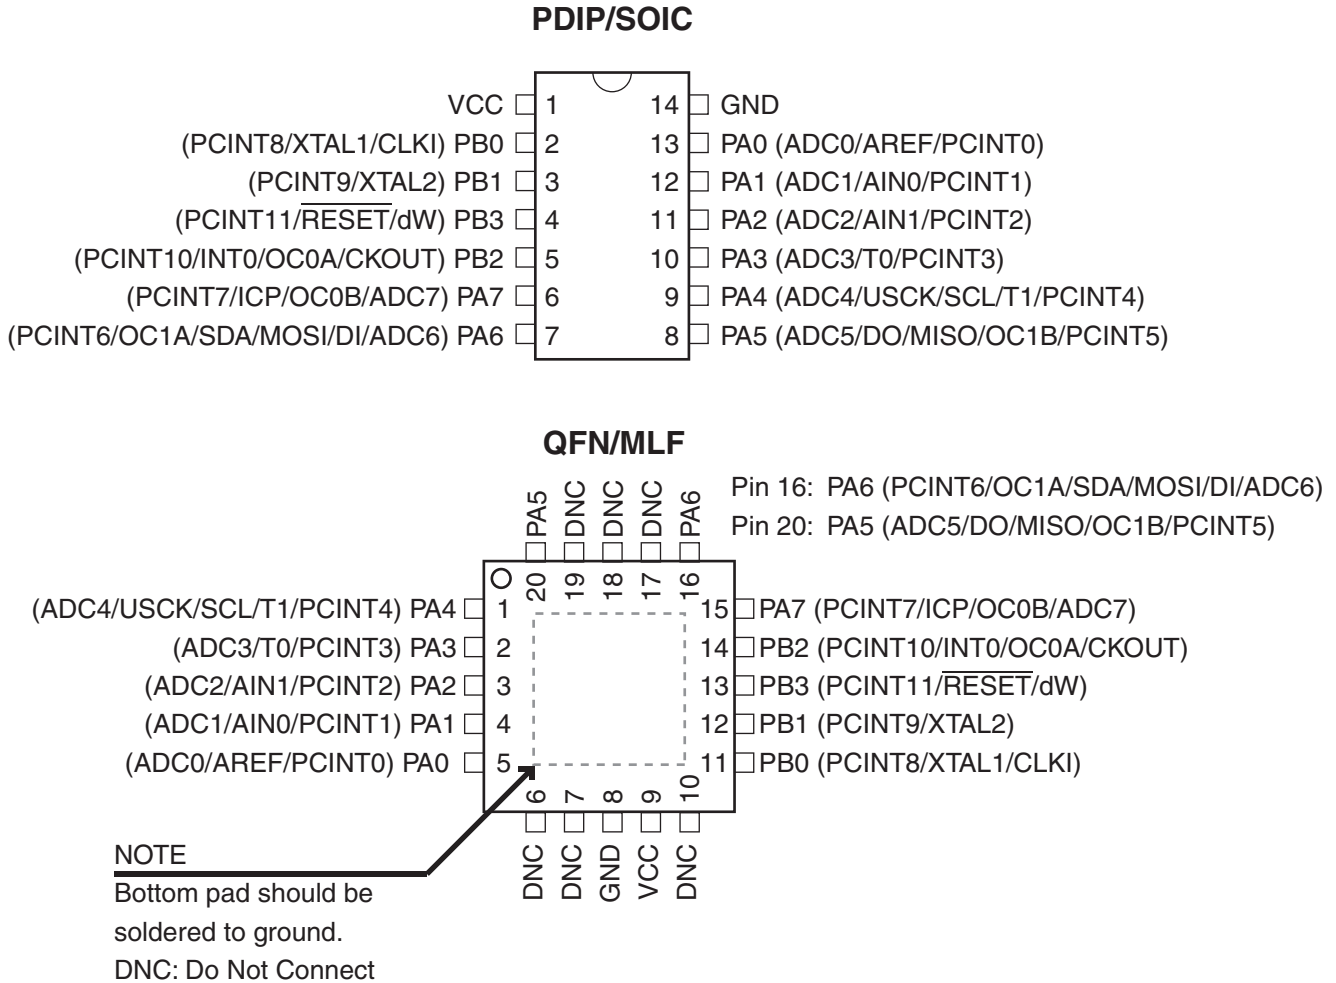 PDIP/SOIC
VCC 1 14 GND
(PCINT8/XTAL1/CLKI) PB0 2 13 PA0 (ADC0/AREF/PCINT0)
(PCINT9/XTAL2) PB1 3 12 PA1 (ADC1/AIN0/PCINT1)
(PCINT11/RESET/dW) PB3 4 11 PA2 (ADC2/AIN1/PCINT2)
(PCINT10/INT0/OC0A/CKOUT) PB2 5 10 PA3 (ADC3/T0/PCINT3)
(PCINT7/ICP/OC0B/ADC7) PA7 6 9 PA4 (ADC4/USCK/SCL/T1/PCINT4)
(PCINT6/OC1A/SDA/MOSI/DI/ADC6) PA6 7 8 PA5 (ADC5/DO/MISO/OC1B/PCINT5)
QFN/MLF
Pin 16: PA6 (PCINT6/OC1A/SDA/MOSI/DI/ADC6)
Pin 20: PA5 (ADC5/DO/MISO/OC1B/PCINT5)
PA5 DNC DNC DNC PA6
20 19 18 17 16
(ADC4/USCK/SCL/T1/PCINT4) PA4 1 15 PA7 (PCINT7/ICP/OC0B/ADC7)
(ADC3/T0/PCINT3) PA3 2 14 PB2 (PCINT10/INT0/OC0A/CKOUT)
(ADC2/AIN1/PCINT2) PA2 3 13 PB3 (PCINT11/RESET/dW)
(ADC1/AIN0/PCINT1) PA1 4 12 PB1 (PCINT9/XTAL2)
(ADC0/AREF/PCINT0) PA0 5 11 PB0 (PCINT8/XTAL1/CLKI)
6 7 8 9 10
DNC DNC GND VCC DNC
NOTE
Bottom pad should be
soldered to ground.
DNC: Do Not Connect